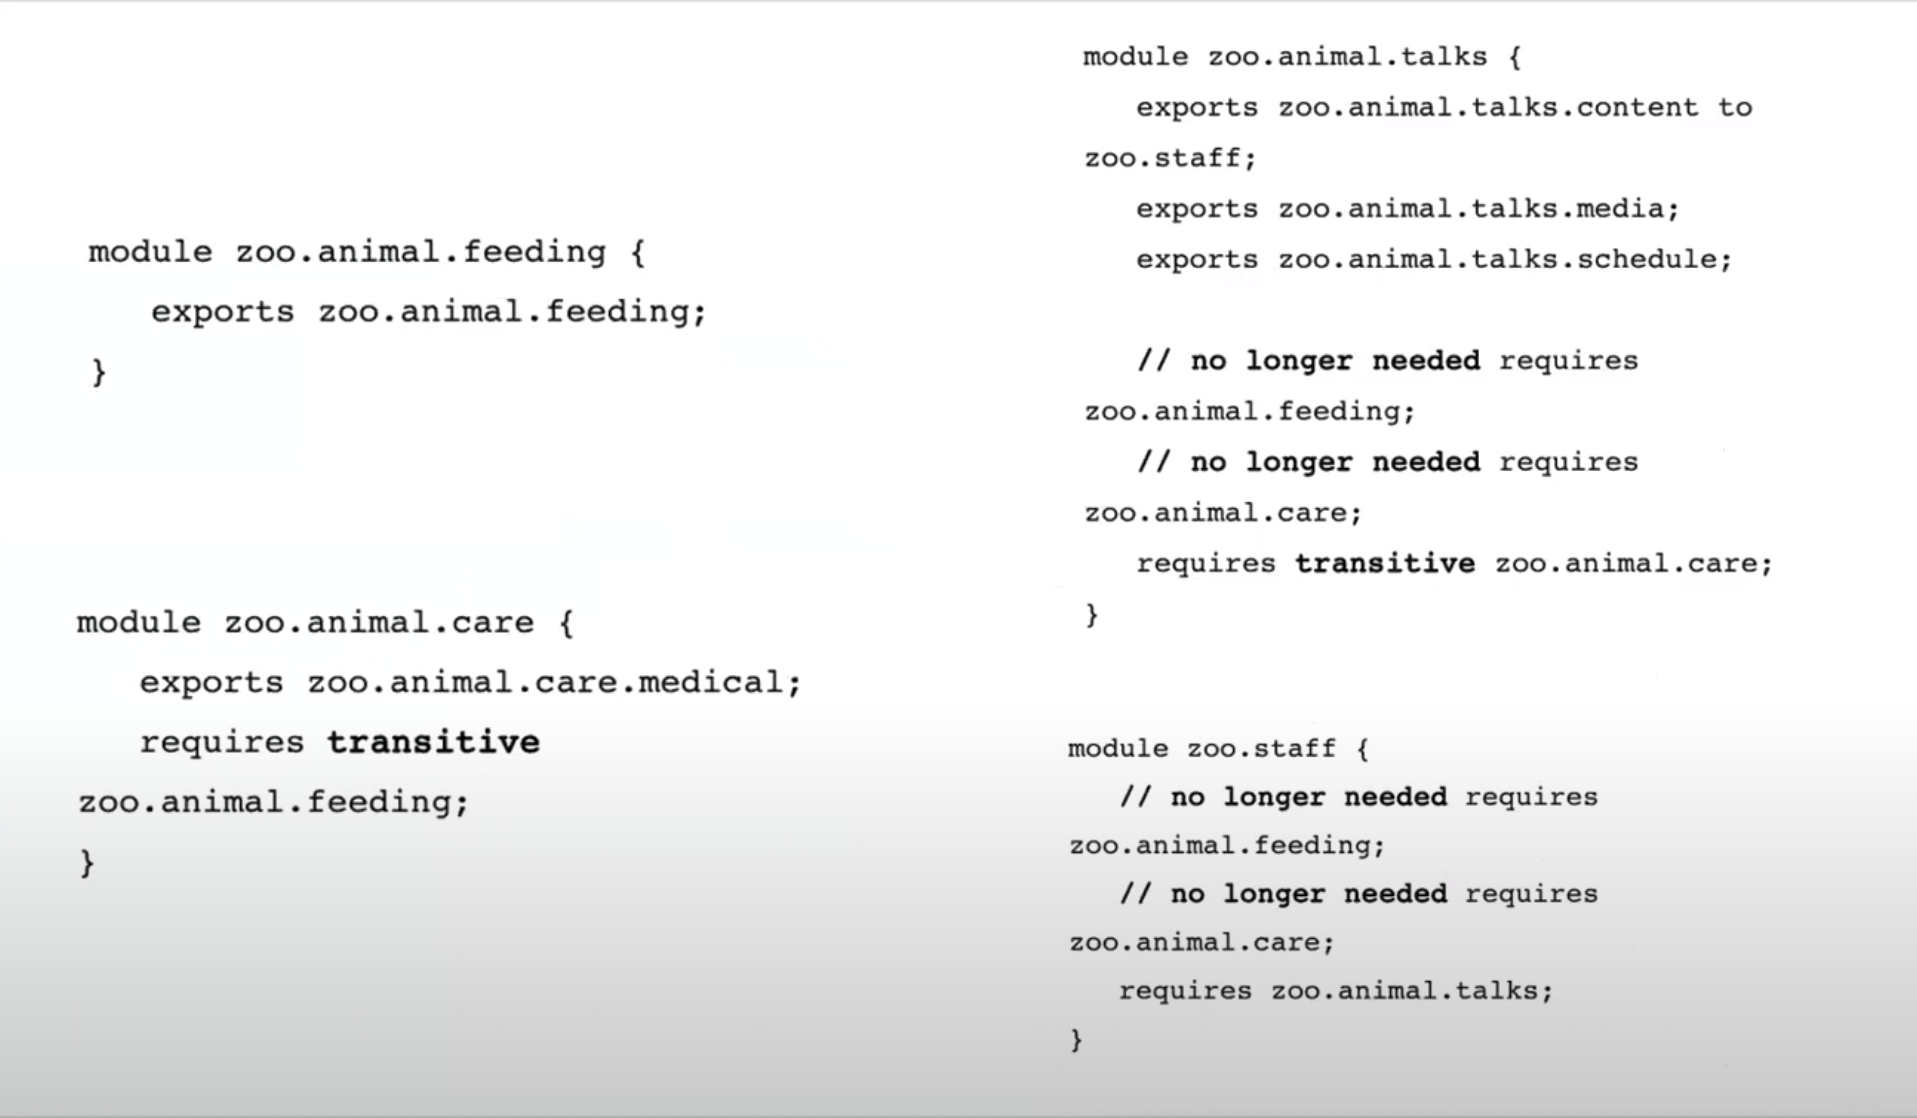 module zoo.animal.feeding {
exports zoo.animal.feeding;
}
module zoo.animal.care {
exports zoo.animal.care.medical;
requires transitive
zoo.animal.feeding;
}
module zoo.animal.talks {
exports zoo.animal.talks.content to
zoo.staff;
exports zoo.animal.talks.media;
exports zoo.animal.talks.schedule;
// no longer needed requires
zoo.animal.feeding;
// no longer needed requires
zoo.animal.care;
requires transitive zoo.animal.care;
}
module zoo.staff {
// no longer needed requires
zoo.animal.feeding;
// no longer needed requires
zoo.animal.care;
requires zoo.animal.talks;
}